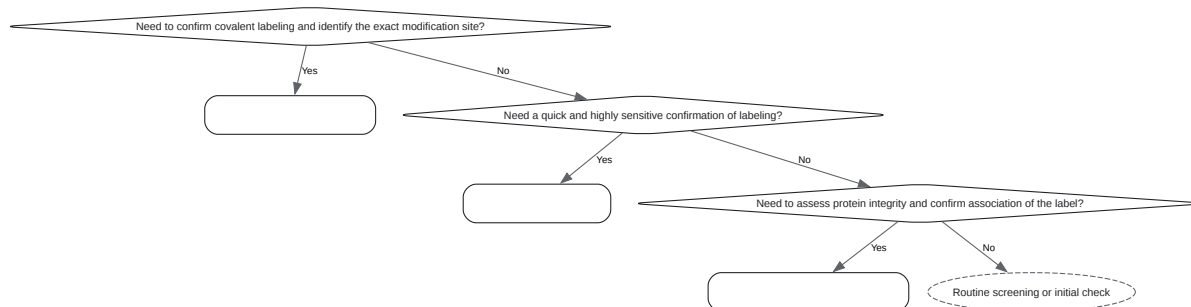 Need to confirm covalent labeling and identify the exact modification site?
Yes
No
Need a quick and highly sensitive confirmation of labeling?
Yes
No
Need to assess protein integrity and confirm association of the label?
Yes
No
Routine screening or initial check